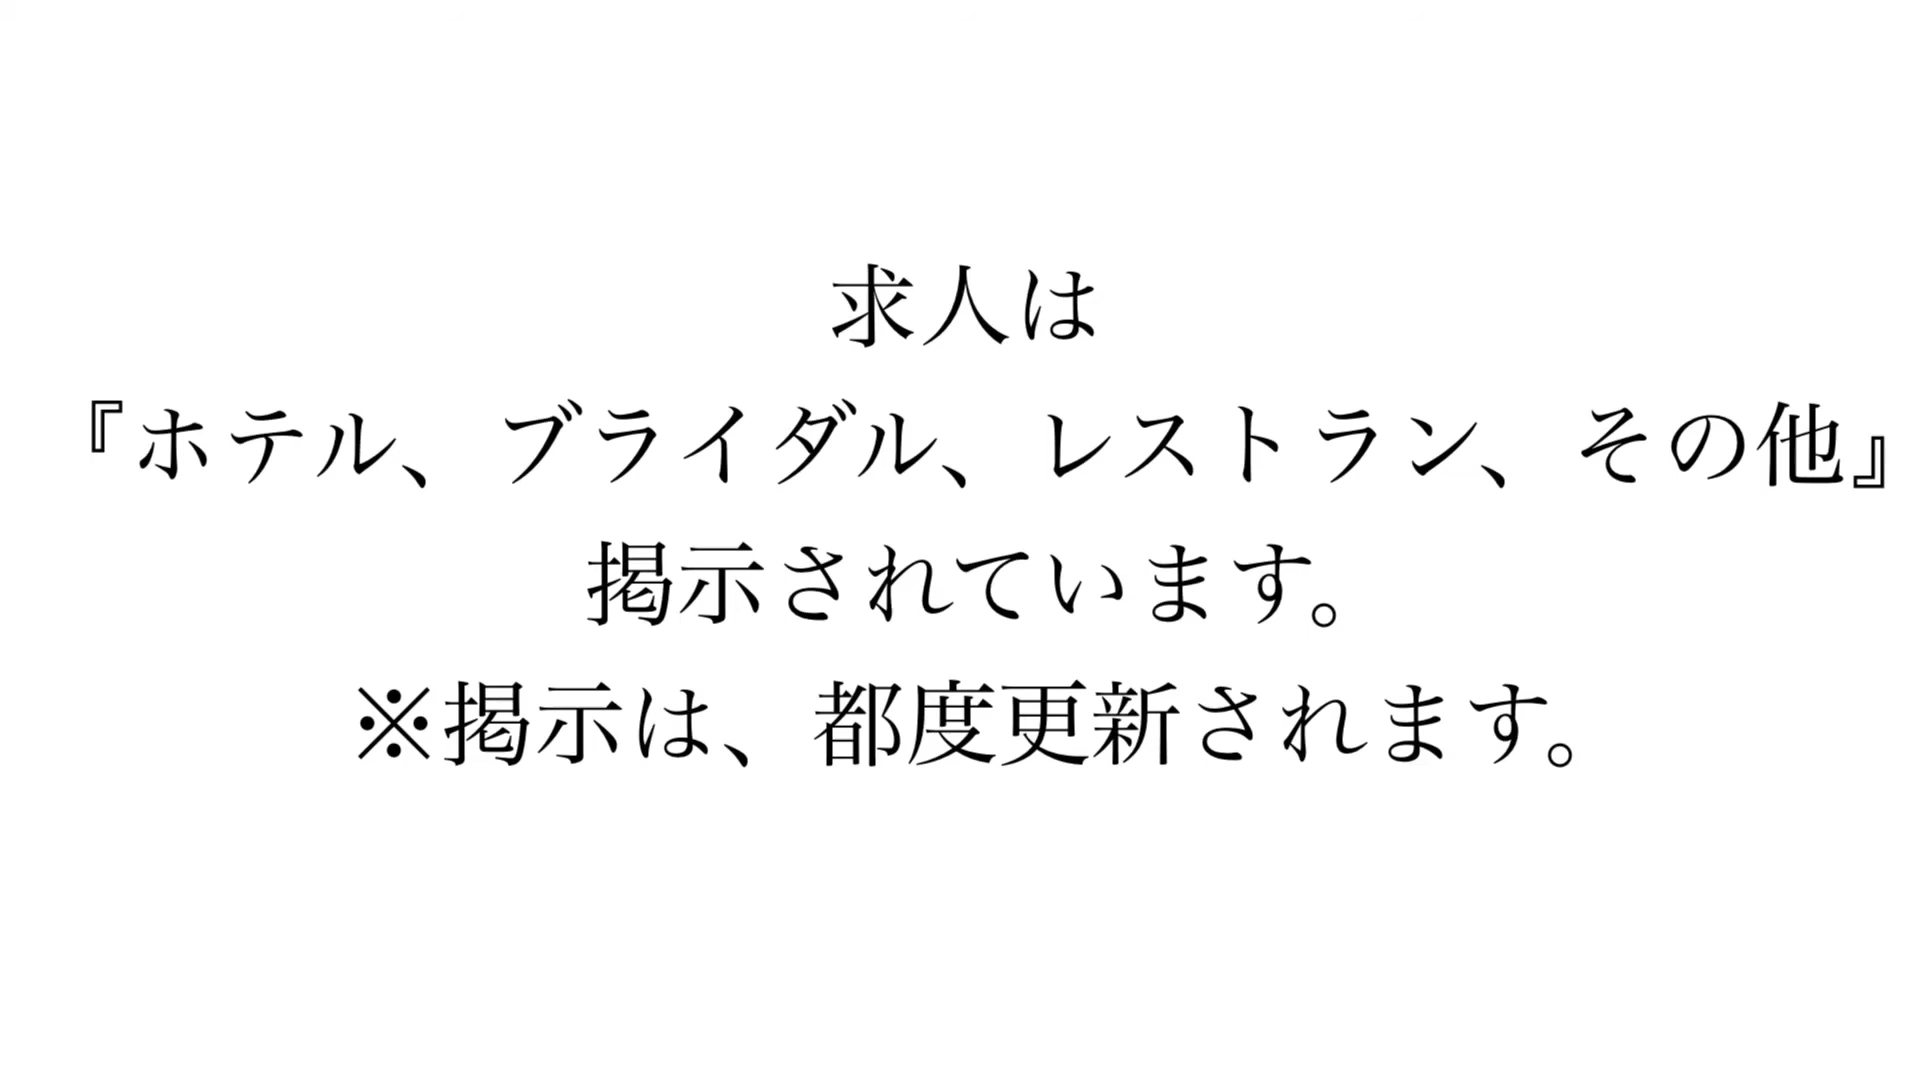 求人は
『ホテル、ブライダル、レストラン、その他』
掲示されています。
※掲示は、都度更新されます。